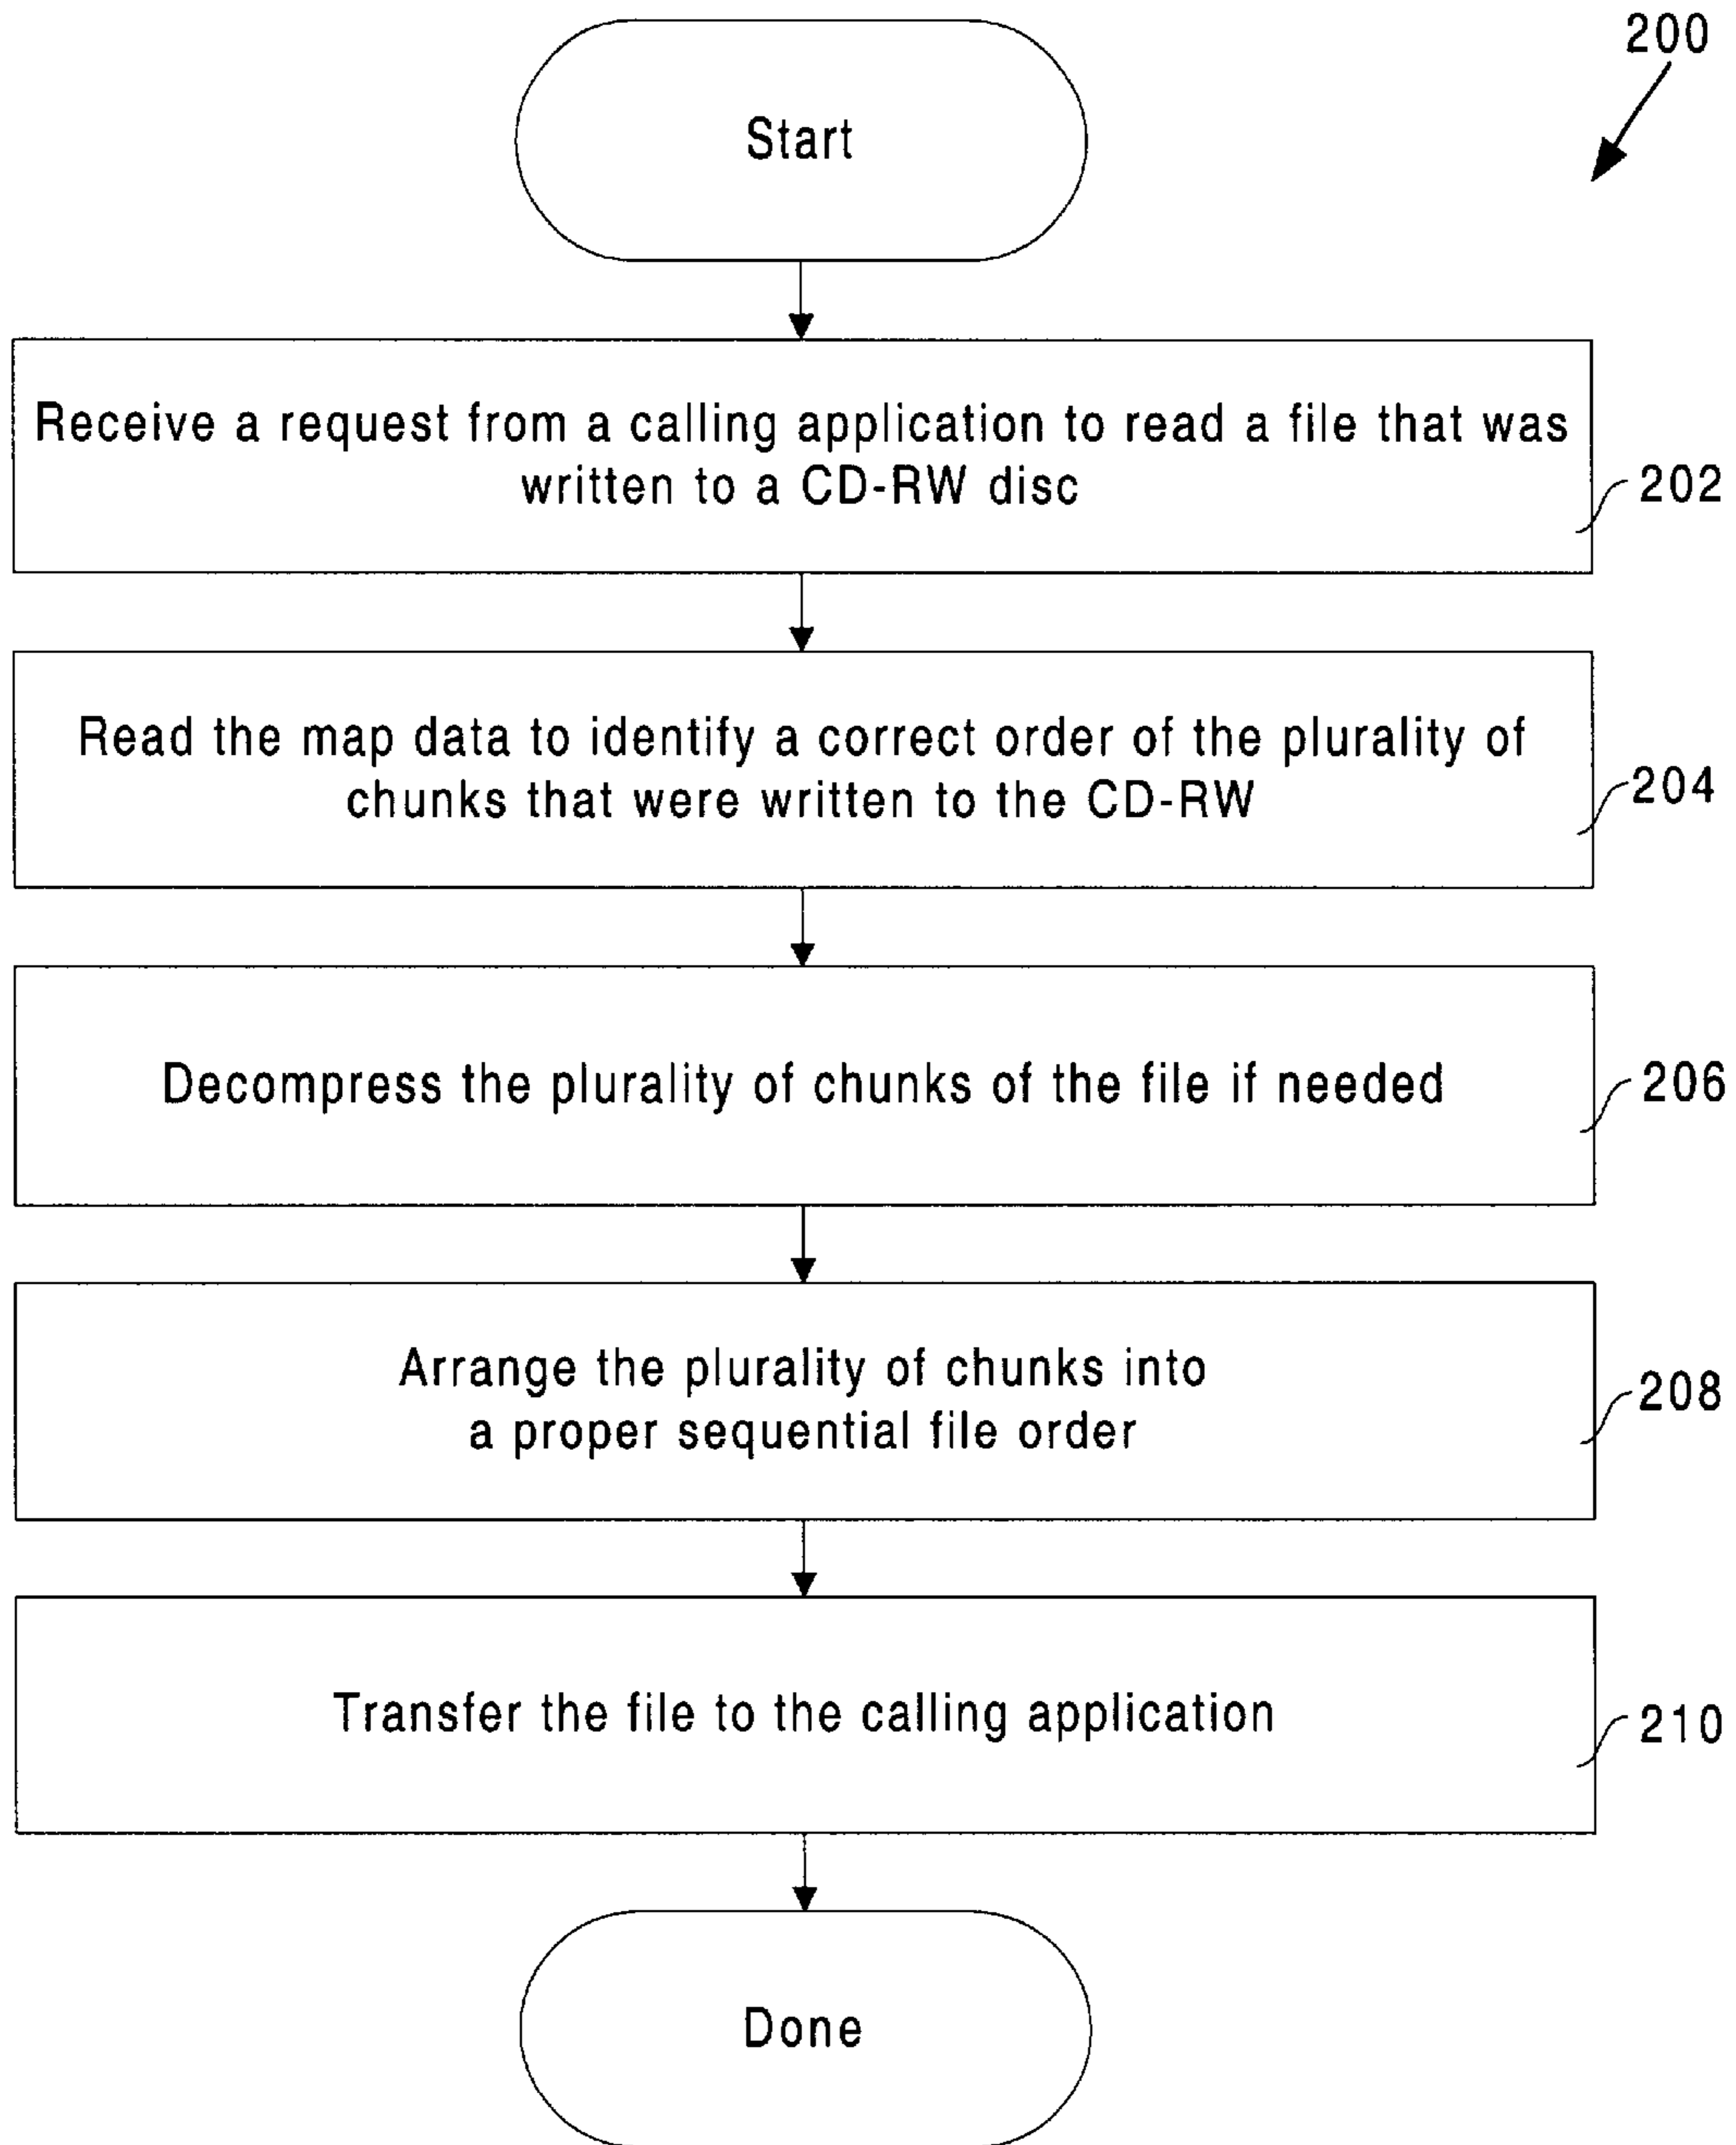 200
Start
Receive a request from a calling application to read a file that was
written to a CD-RW disc
202
Read the map data to identify a correct order of the plurality of
chunks that were written to the CD-RW
204
Decompress the plurality of chunks of the file if needed
206
Arrange the plurality of chunks into
a proper sequential file order
208
Transfer the file to the calling application
210
Done